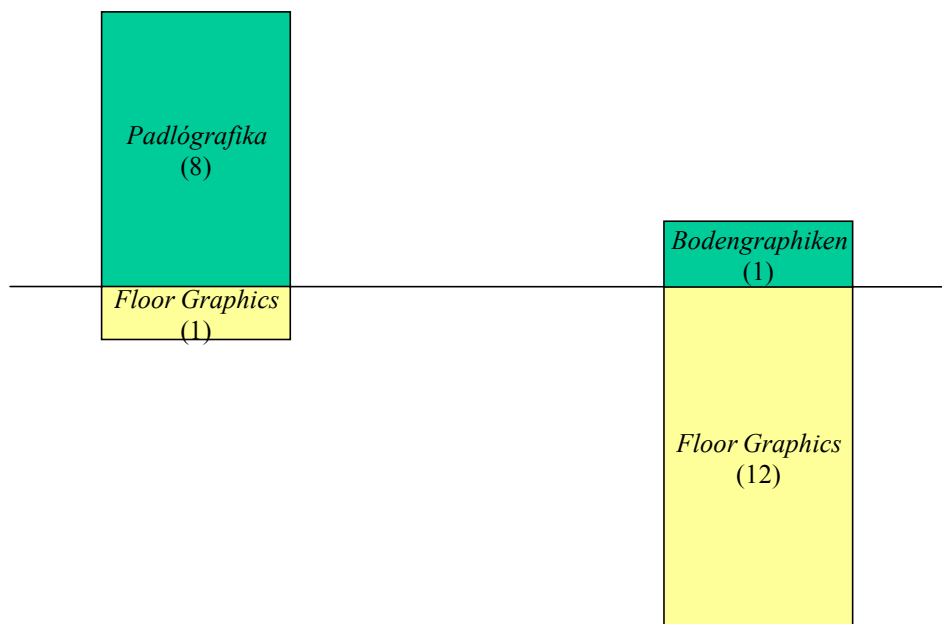 Padlógrafika
(8)
Floor Graphics
(1)
Bodengraphiken
(1)
Floor Graphics
(12)